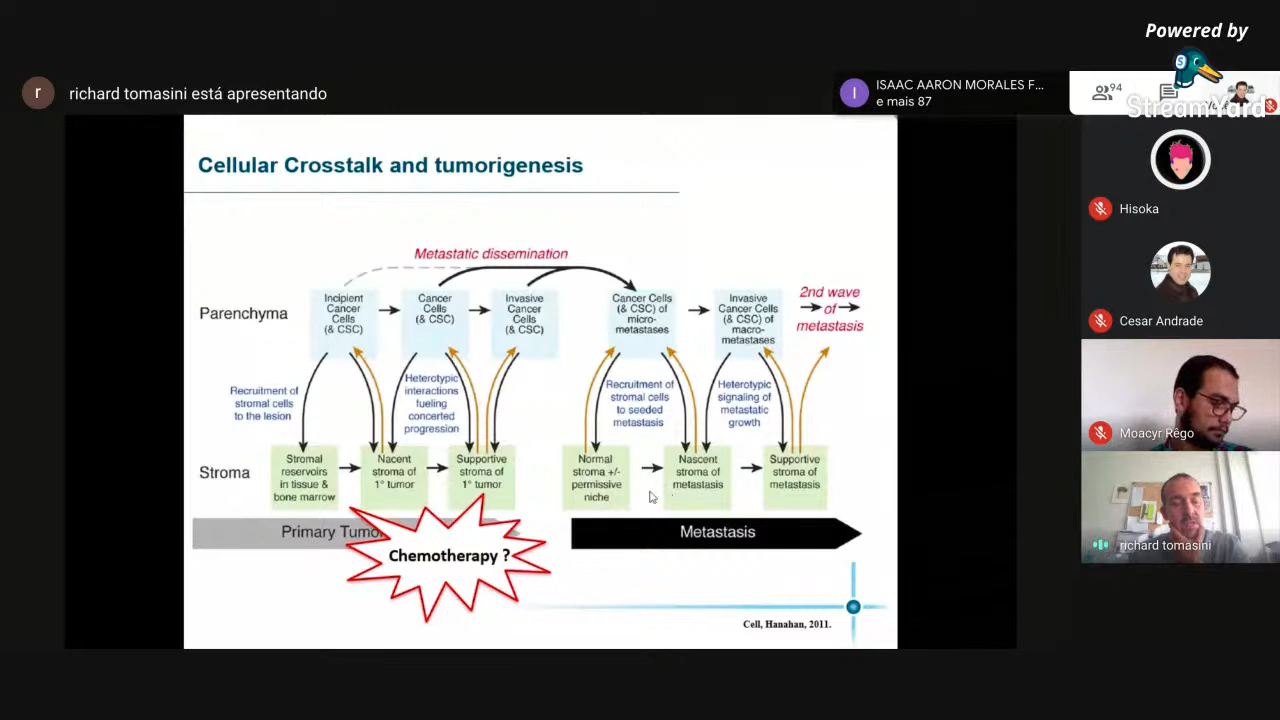 Powered by
StreamYard
r
richard tomasini está apresentando
I
ISAAC AARON MORALES F...
e mais 87
94
Cellular Crosstalk and tumorigenesis
Metastatic dissemination
Parenchyma
Incipient
Cancer
Cells
(& CSC)
Cancer
Cells
(& CSC)
Invasive
Cancer
Cells
(& CSC)
Cancer Cells
(& CSC) of
micro-
metastases
Invasive
Cancer Cells
(& CSC) of
macro-
metastases
2nd wave
of
metastasis
Recruitment of
stromal cells
to the lesion
Heterotypic
interactions
fueling
concerted
progression
Recruitment of
stromal cells
to seeded
metastasis
Heterotypic
signaling of
metastatic
growth
Stroma
Stromal
reservoirs
in tissue &
bone marrow
Nacent
stroma of
1° tumor
Supportive
stroma of
1° tumor
Normal
stroma +/-
permissive
niche
Nascent
stroma of
metastasis
Supportive
stroma of
metastasis
Primary Tumo
Metastasis
Chemotherapy ?
Cell, Hanahan, 2011.
Hisoka
Cesar Andrade
Moacyr Rêgo
richard tomasini